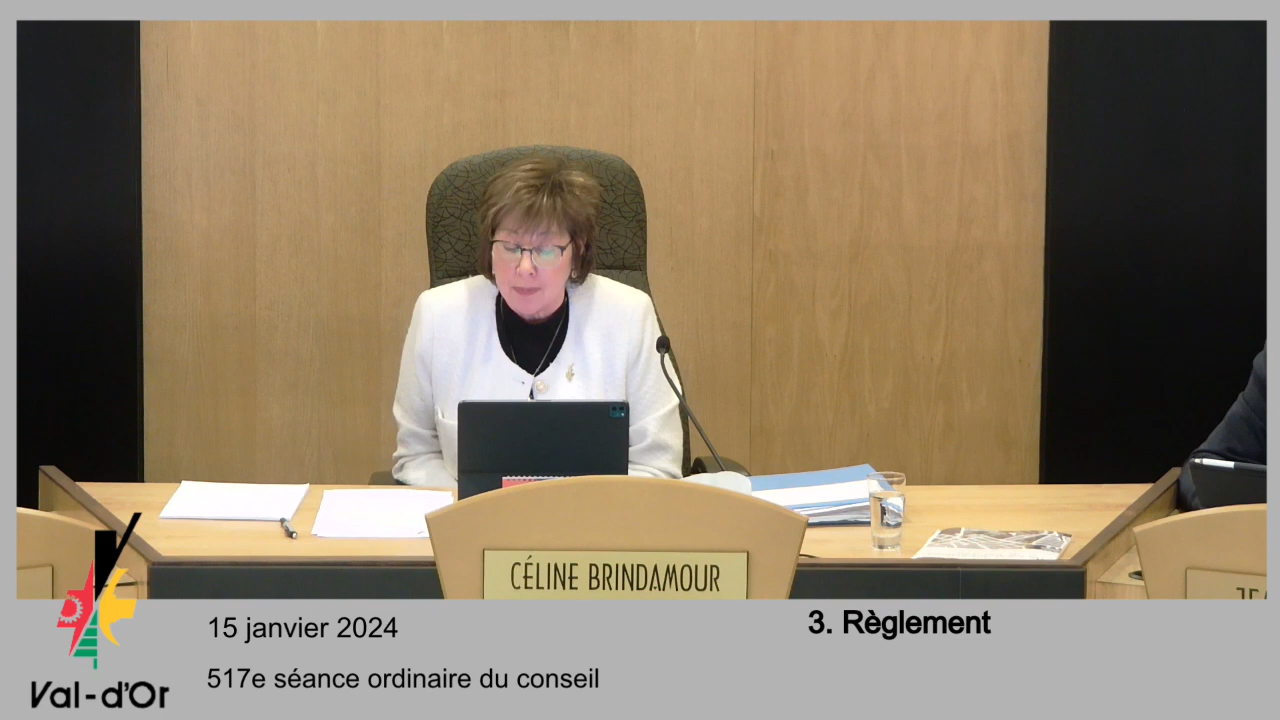 CÉLINE BRINDAMOUR
15 janvier 2024
3. Règlement
517e séance ordinaire du conseil
Val-d'Or